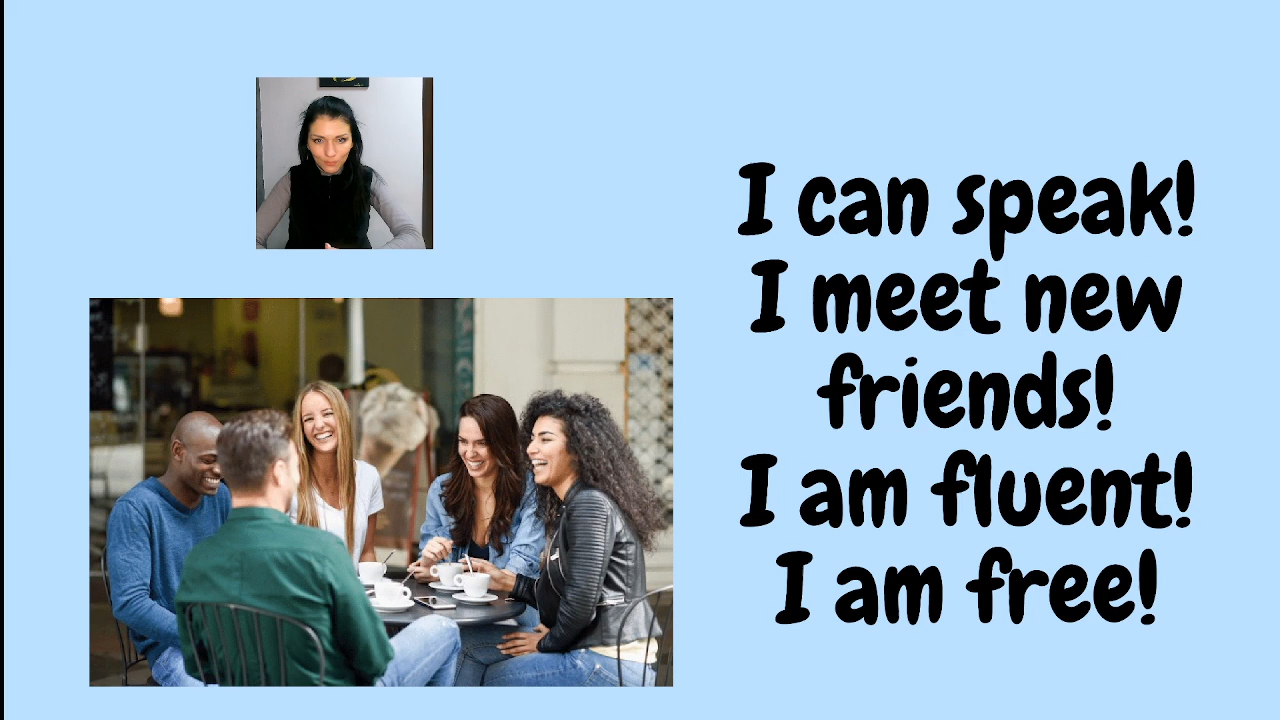 I can speak!
I meet new
friends!
I am fluent!
I am free!